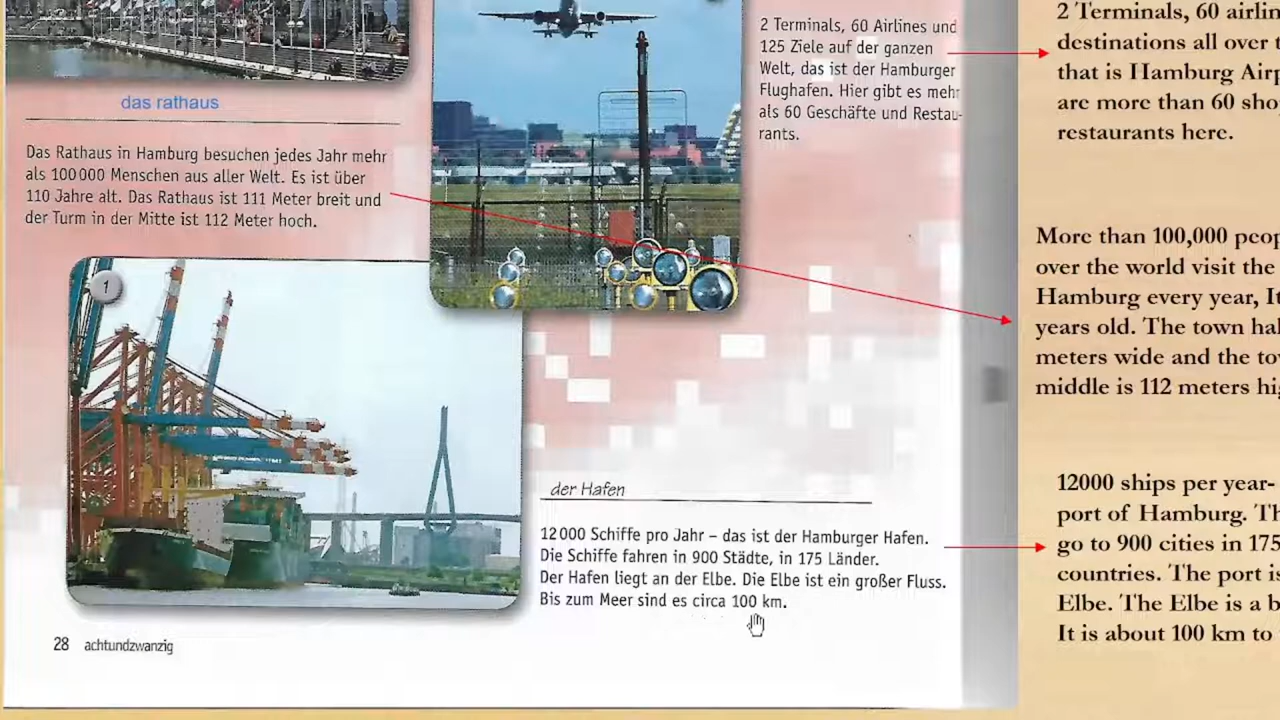 2 Terminals, 60 Airlines und
125 Ziele auf der ganzen
Welt, das ist der Hamburger
Flughafen. Hier gibt es mehr
als 60 Geschäfte und Restau-
rants.
das rathaus
Das Rathaus in Hamburg besuchen jedes Jahr mehr
als 100000 Menschen aus aller Welt. Es ist über
110 Jahre alt. Das Rathaus ist 111 Meter breit und
der Turm in der Mitte ist 112 Meter hoch.
1
der Hafen
12000 Schiffe pro Jahr – das ist der Hamburger Hafen.
Die Schiffe fahren in 900 Städte, in 175 Länder.
Der Hafen liegt an der Elbe. Die Elbe ist ein großer Fluss.
Bis zum Meer sind es circa 100 km.
28 achtundzwanzig
2 Terminals, 60 airlin
destinations all over t
that is Hamburg Airp
are more than 60 sho
restaurants here.
More than 100,000 peop
over the world visit the
Hamburg every year, It
years old. The town hal
meters wide and the tow
middle is 112 meters hig
12000 ships per year-
port of Hamburg. Th
go to 900 cities in 175
countries. The port is
Elbe. The Elbe is a b
It is about 100 km to